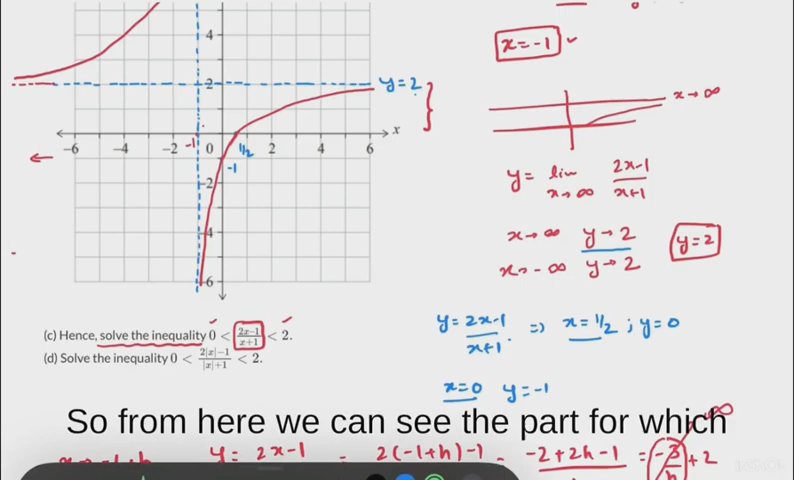 x=-1
4
2
y=2
x→∞
x
-6
-4
-2
-1
0
1/2
2
4
6
-1
-2
-4
-6
y= lim x→∞ 2x-1/x+1
x→∞ y→2
y=2
x→-∞ y→2
y=2x-1/x+1 ⇒ x=1/2 ; y=0
(c) Hence, solve the inequality 0 < 2x-1/x+1 < 2.
(d) Solve the inequality 0 < 2|x|-1/|x|+1 < 2.
x=0 y=-1
So from here we can see the part for which
y= 2x-1 = 2(-1+h)-1 = -2+2h-1 = -3/h +2